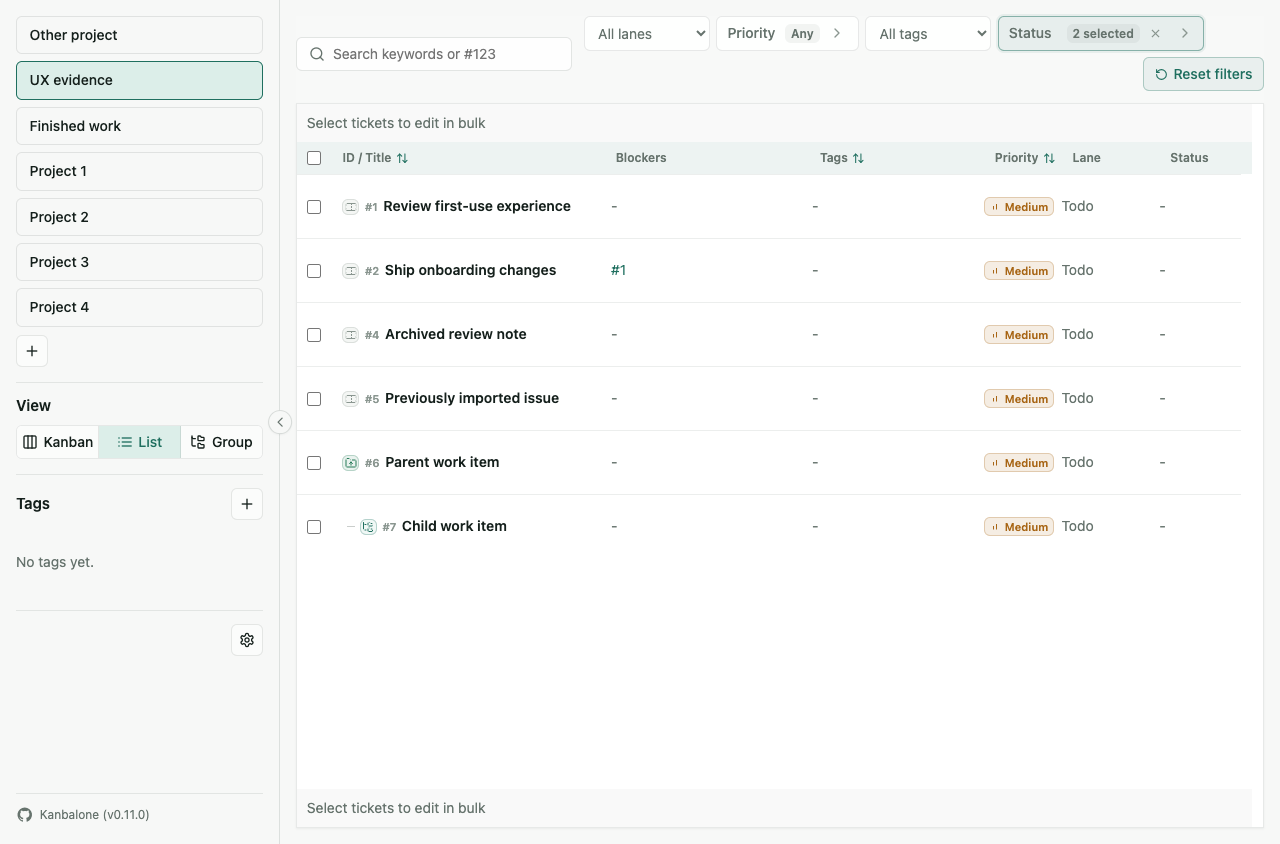 Other project
UX evidence
Finished work
Project 1
Project 2
Project 3
Project 4
View
Kanban List Group
Tags
No tags yet.
Kanbalone (v0.11.0)
Search keywords or #123
All lanes Priority Any All tags Status 2 selected
Reset filters
Select tickets to edit in bulk
ID / Title Blockers Tags Priority Lane Status
#1 Review first-use experience - - Medium Todo -
#2 Ship onboarding changes #1 - Medium Todo -
#4 Archived review note - - Medium Todo -
#5 Previously imported issue - - Medium Todo -
#6 Parent work item - - Medium Todo -
#7 Child work item - - Medium Todo -
Select tickets to edit in bulk